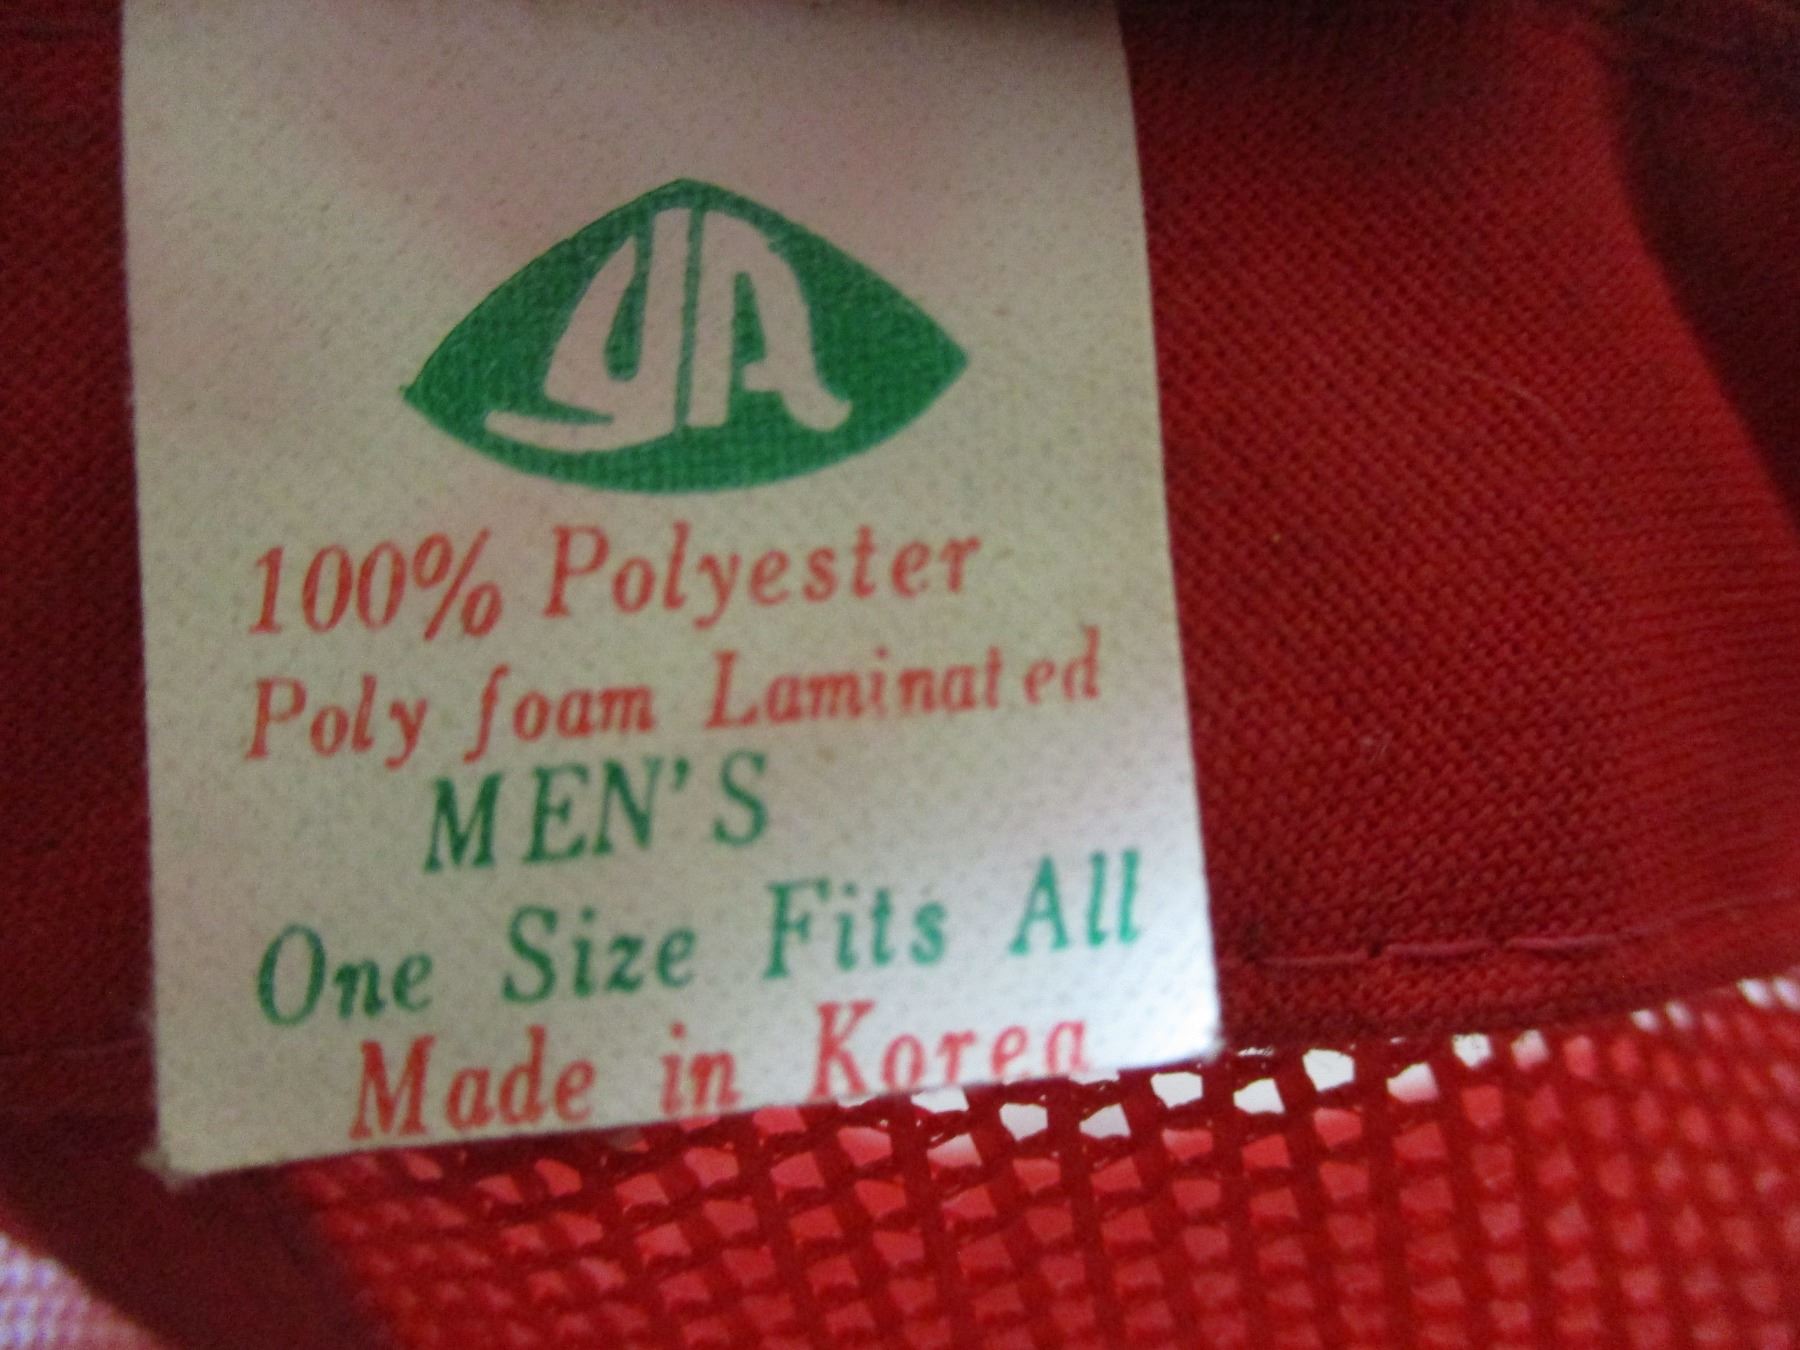 YA
100% Polyester
Poly foam Laminated
MEN'S
One Size Fits All
Made in Korea